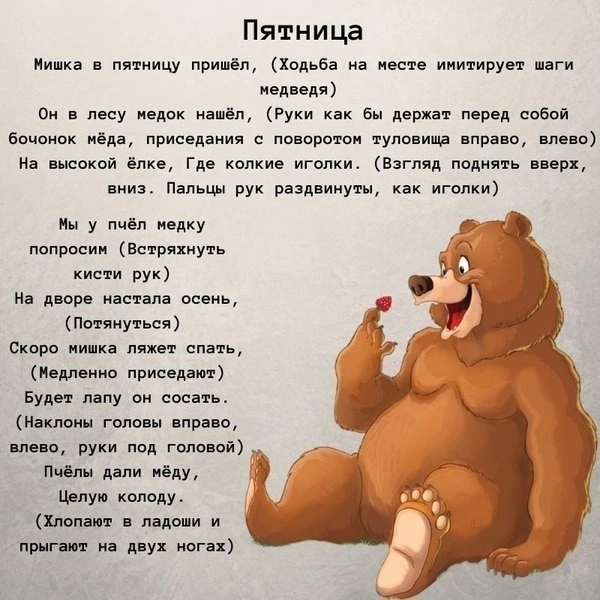 Пятница
Мишка в пятницу пришёл, (Ходьба на месте имитирует шаги
медведя)
Он в лесу медок нашёл, (Руки как бы держат перед собой
бочонок мёда, приседания с поворотом туловища вправо, влево)
На высокой ёлке, Где колкие иголки. (Взгляд поднять вверх,
вниз. Пальцы рук раздвинуты, как иголки)
Мы у пчёл медку
попросим (Встряхнуть
кисти рук)
На дворе настала осень,
(Потянуться)
Скоро мишка ляжет спать,
(Медленно приседают)
Будет лапу он сосать.
(Наклоны головы вправо,
влево, руки под головой)
Пчёлы дали мёду,
Целую колоду.
(Хлопают в ладоши и
прыгают на двух ногах)